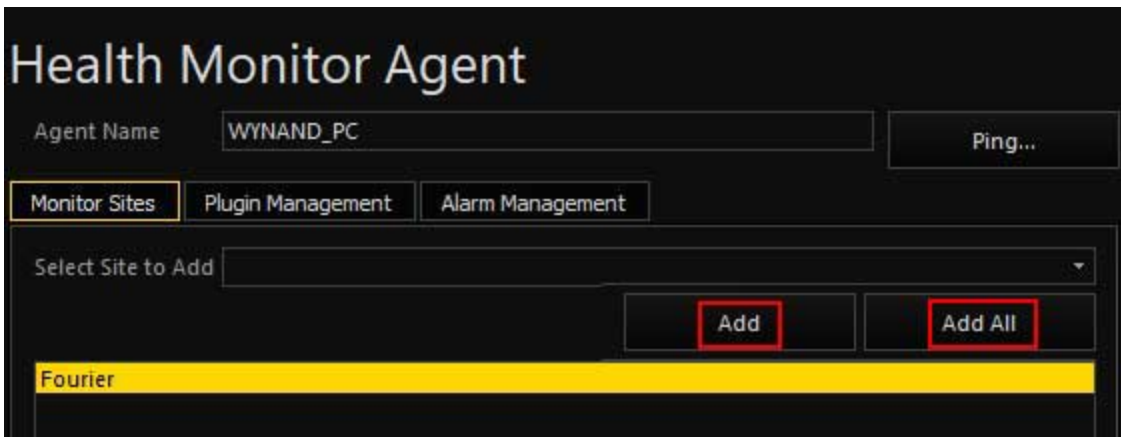 Health Monitor Agent
Agent Name WYNAND_PC Ping...
Monitor Sites Plugin Management Alarm Management
Select Site to Add
Add Add All
Fourier